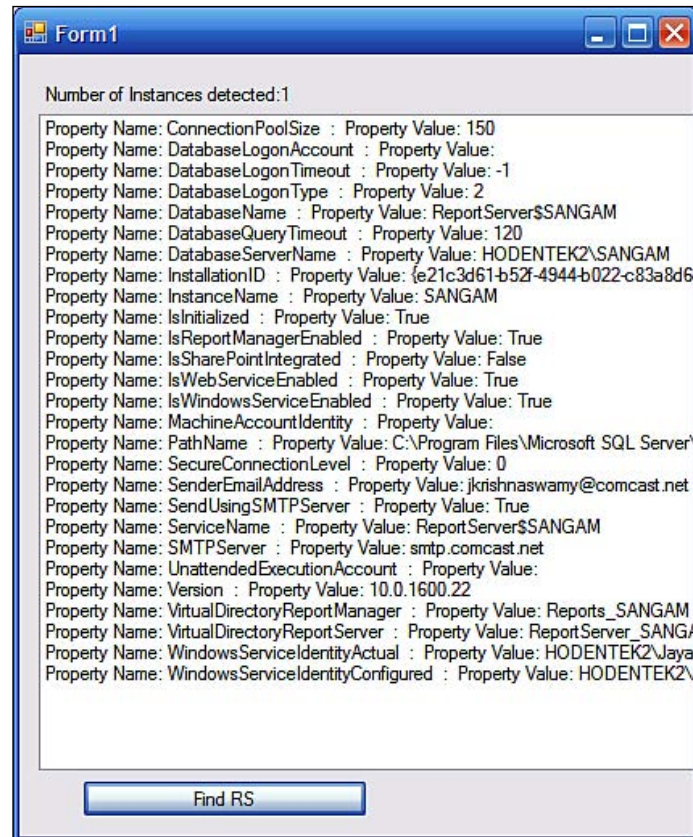 Form1
Number of Instances detected:1
Property Name: ConnectionPoolSize : Property Value: 150
Property Name: DatabaseLogonAccount : Property Value:
Property Name: DatabaseLogonTimeout : Property Value: -1
Property Name: DatabaseLogonType : Property Value: 2
Property Name: DatabaseName : Property Value: ReportServer$SANGAM
Property Name: DatabaseQueryTimeout : Property Value: 120
Property Name: DatabaseServerName : Property Value: HODENTEK2\SANGAM
Property Name: InstallationID : Property Value: {e21c3d61-b52f-4944-b022-c83a8d6
Property Name: InstanceName : Property Value: SANGAM
Property Name: IsInitialized : Property Value: True
Property Name: IsReportManagerEnabled : Property Value: True
Property Name: IsSharePointIntegrated : Property Value: False
Property Name: IsWebServiceEnabled : Property Value: True
Property Name: IsWindowsServiceEnabled : Property Value: True
Property Name: MachineAccountIdentity : Property Value:
Property Name: PathName : Property Value: C:\Program Files\Microsoft SQL Server\
Property Name: SecureConnectionLevel : Property Value: 0
Property Name: SenderEmailAddress : Property Value: jkrishnaswamy@comcast.net
Property Name: SendUsingSMTPServer : Property Value: True
Property Name: ServiceName : Property Value: ReportServer$SANGAM
Property Name: SMTPServer : Property Value: smtp.comcast.net
Property Name: UnattendedExecutionAccount : Property Value:
Property Name: Version : Property Value: 10.0.1600.22
Property Name: VirtualDirectoryReportManager : Property Value: Reports_SANGAM
Property Name: VirtualDirectoryReportServer : Property Value: ReportServer_SANGA
Property Name: WindowsServiceIdentityActual : Property Value: HODENTEK2\Jaya
Property Name: WindowsServiceIdentityConfigured : Property Value: HODENTEK2\
Find RS